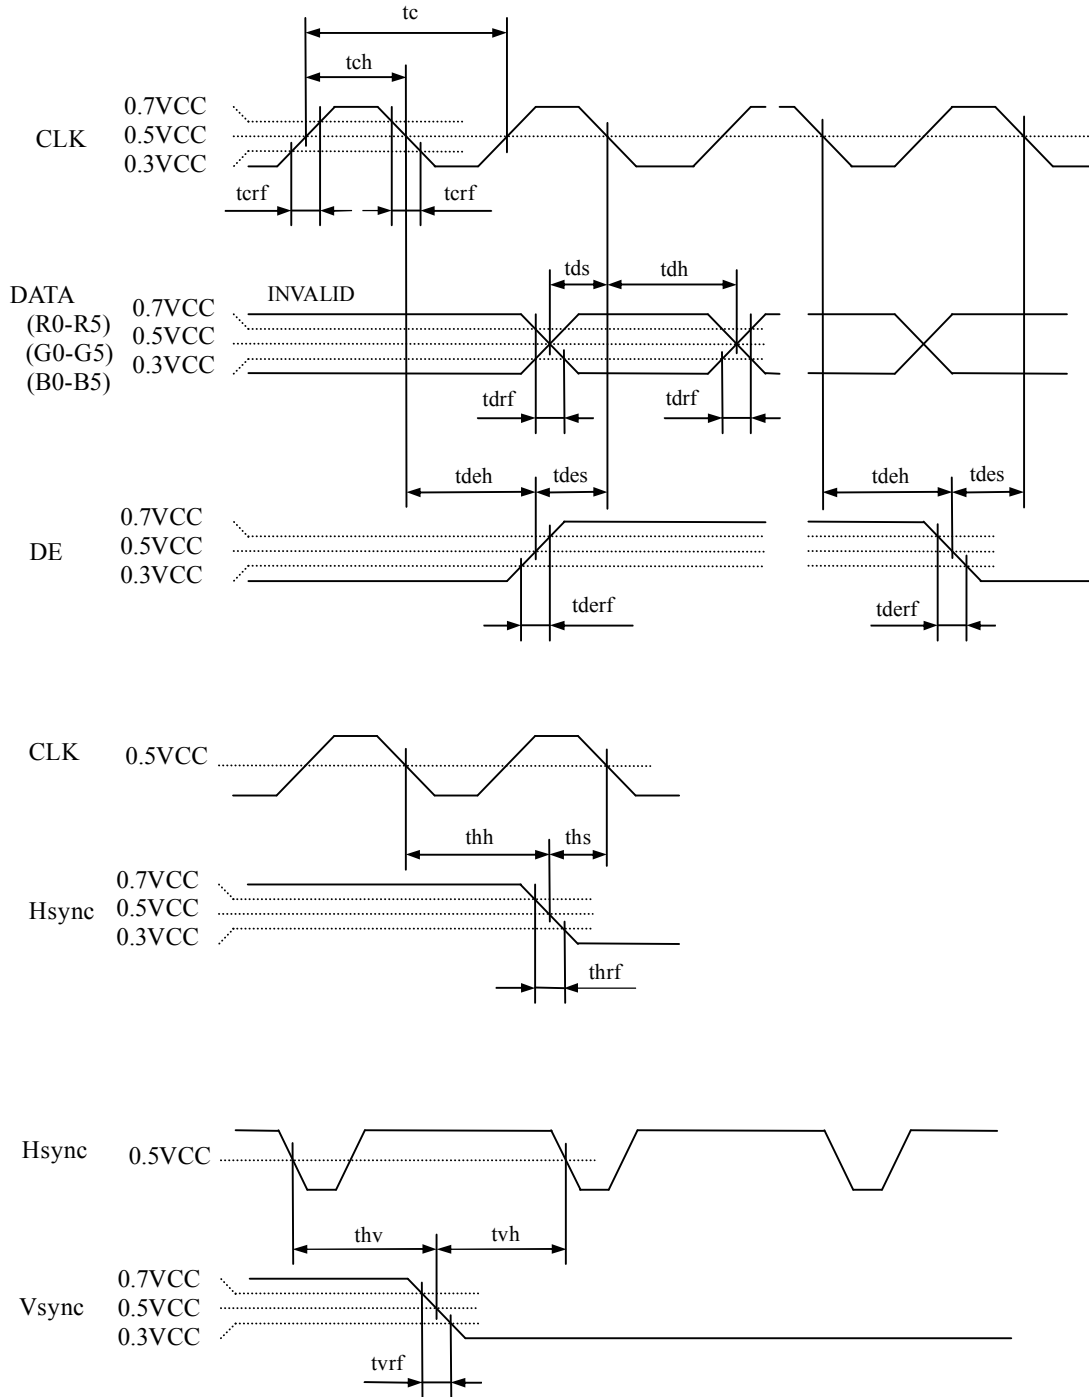 tc
tch
0.7VCC
CLK
0.5VCC
0.3VCC
tcrf
tcrf
tds
tdh
DATA
0.7VCC
INVALID
(R0-R5)
0.5VCC
(G0-G5)
0.3VCC
(B0-B5)
tdrf
tdrf
tdeh
tdes
tdeh
tdes
0.7VCC
DE
0.5VCC
0.3VCC
tderf
tderf
CLK
0.5VCC
thh
ths
0.7VCC
Hsync
0.5VCC
0.3VCC
thrf
Hsync
0.5VCC
thv
tvh
0.7VCC
Vsync
0.5VCC
0.3VCC
tvrf